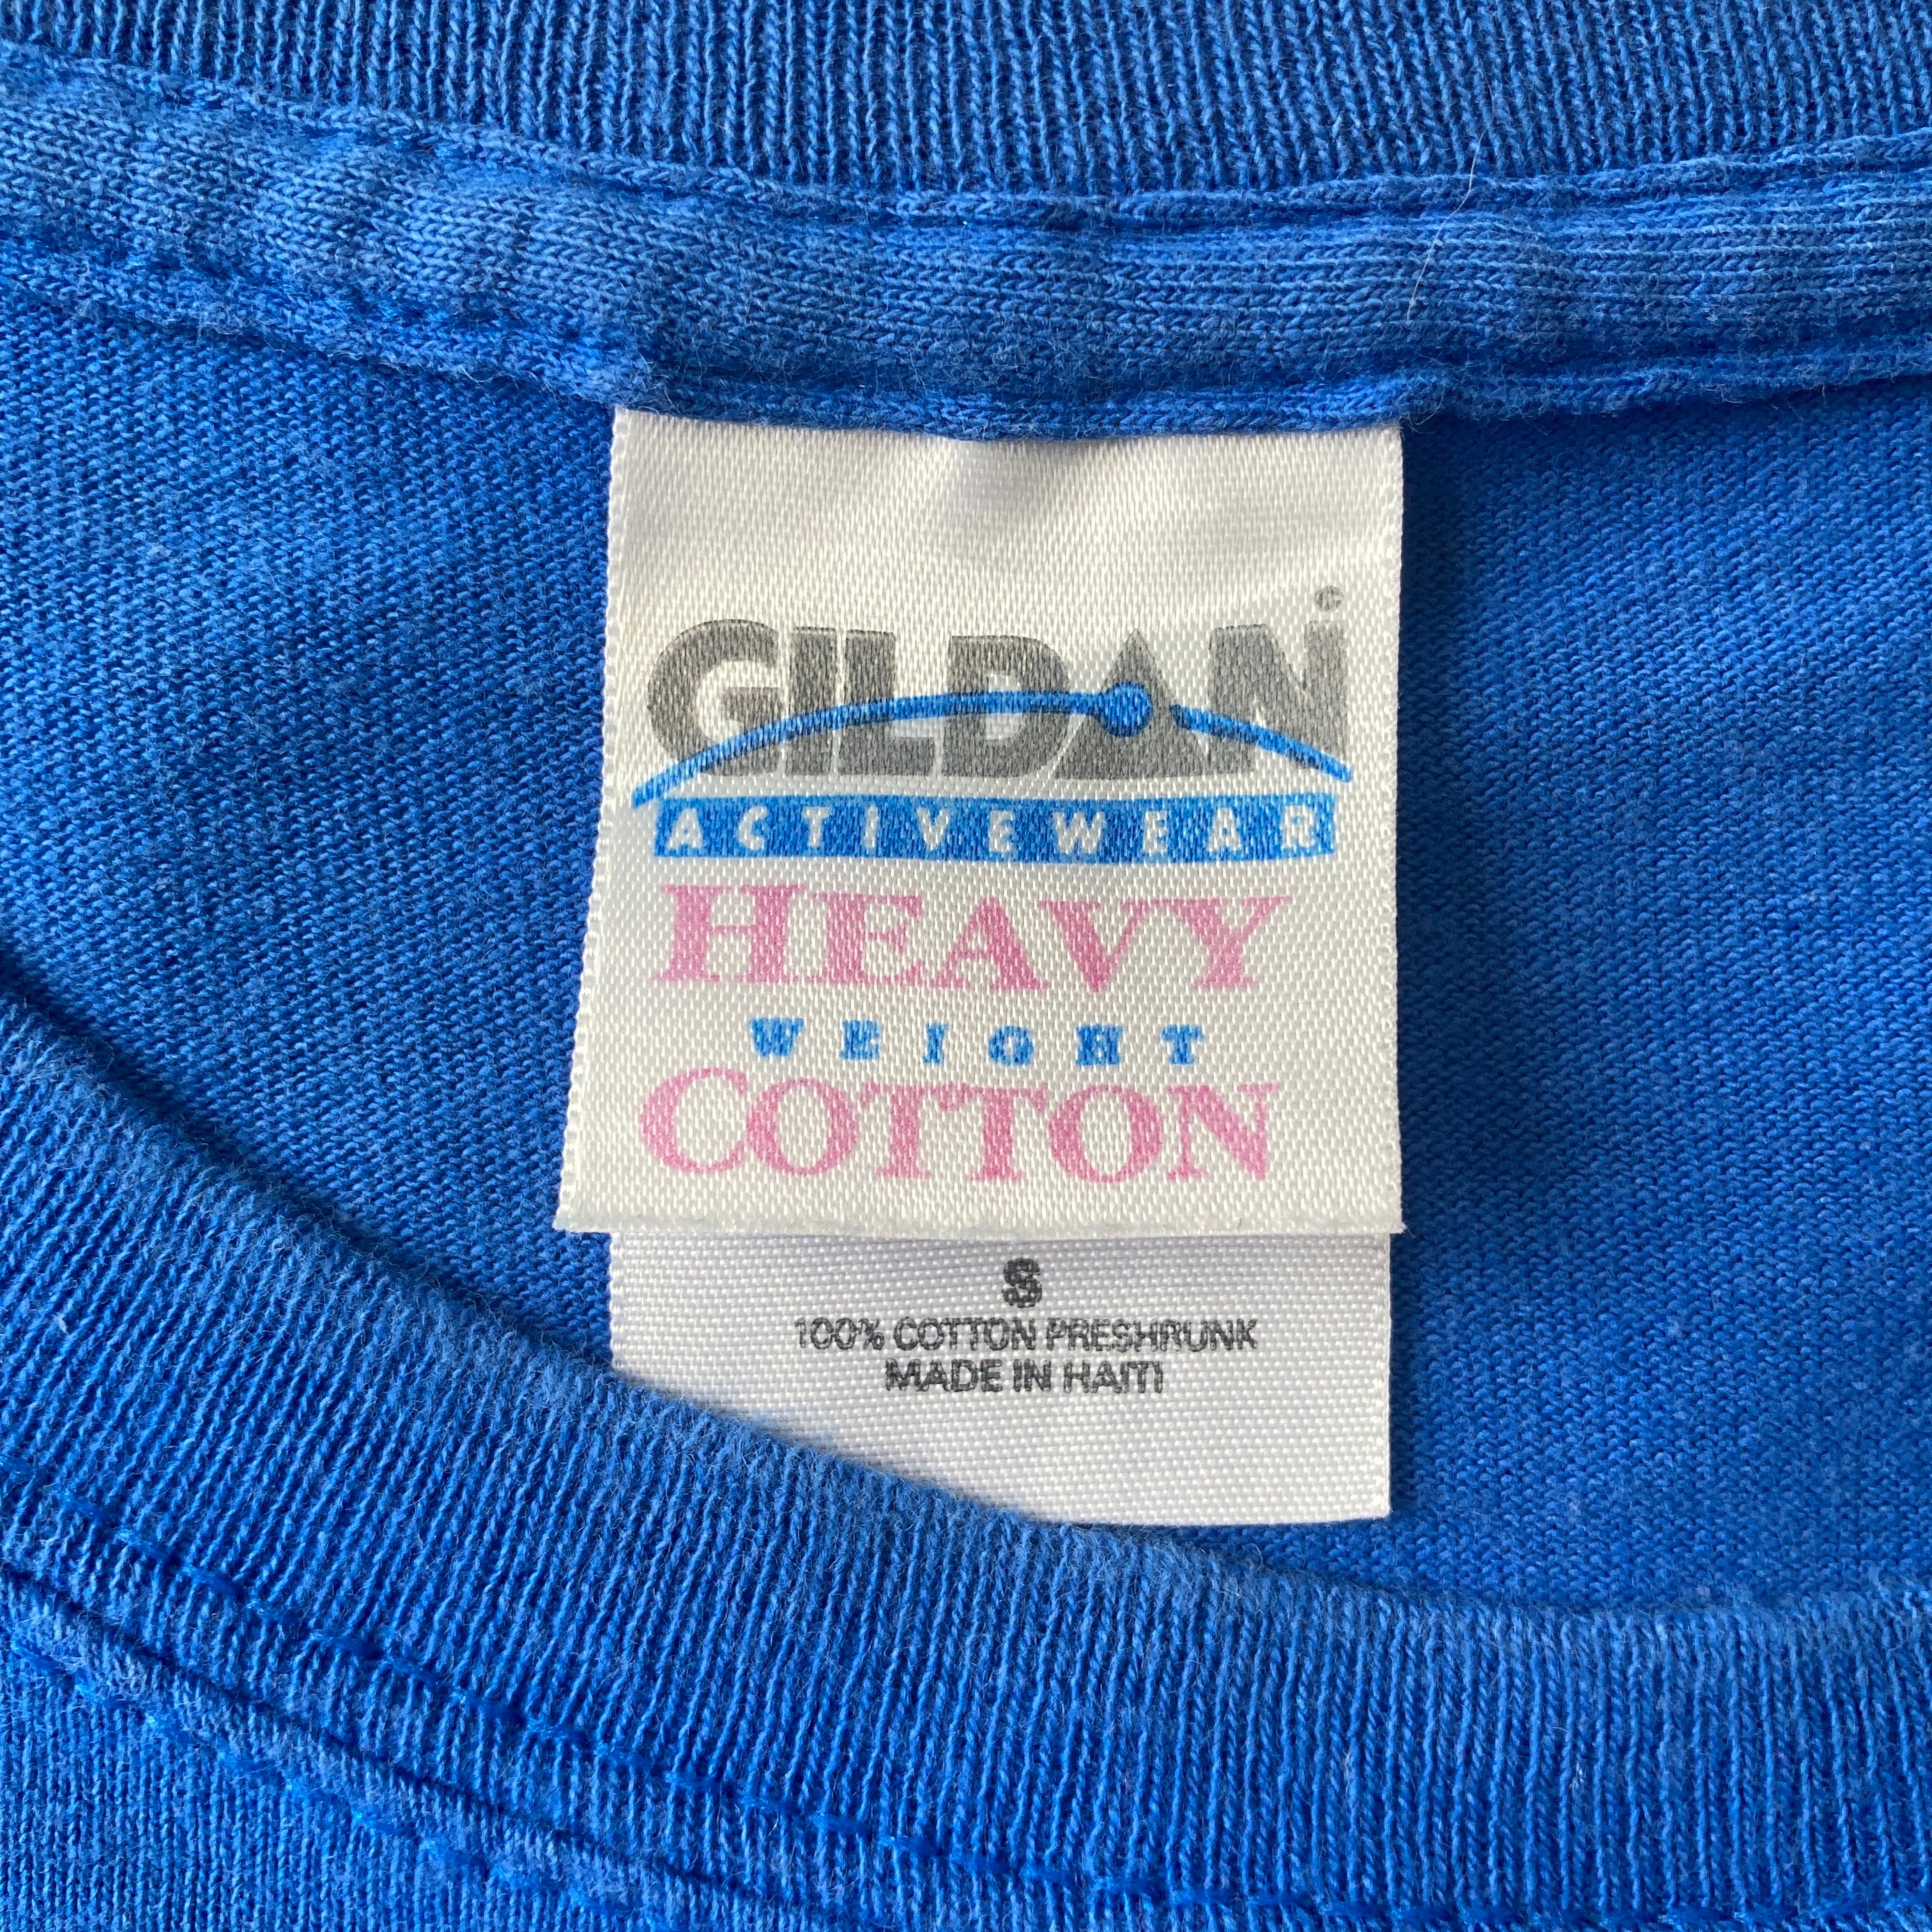 GILDAN
ACTIVEWEAR
HEAVY
WEIGHT
COTTON
S
100% COTTON PRESHRUNK
MADE IN HAITI